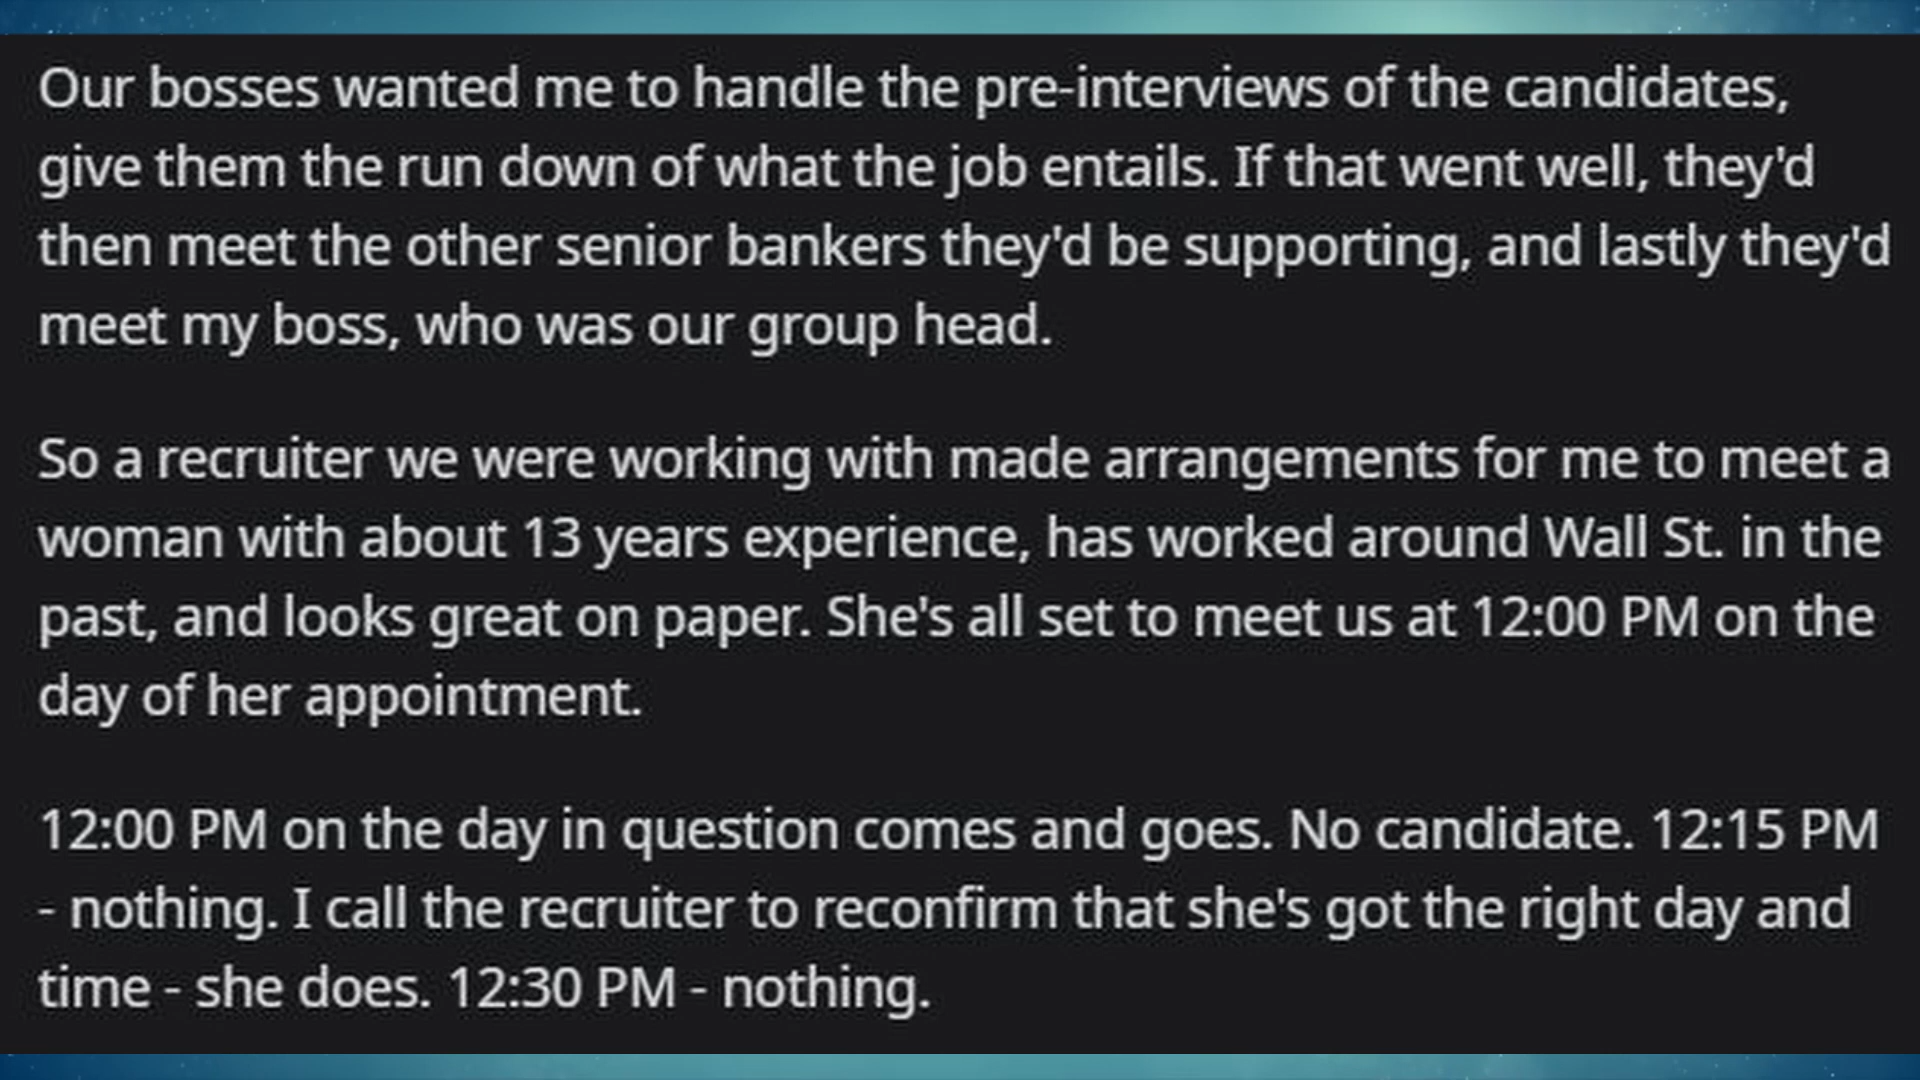 Our bosses wanted me to handle the pre-interviews of the candidates,
give them the run down of what the job entails. If that went well, they'd
then meet the other senior bankers they'd be supporting, and lastly they'd
meet my boss, who was our group head.
So a recruiter we were working with made arrangements for me to meet a
woman with about 13 years experience, has worked around Wall St. in the
past, and looks great on paper. She's all set to meet us at 12:00 PM on the
day of her appointment.
12:00 PM on the day in question comes and goes. No candidate. 12:15 PM
- nothing. I call the recruiter to reconfirm that she's got the right day and
time - she does. 12:30 PM - nothing.